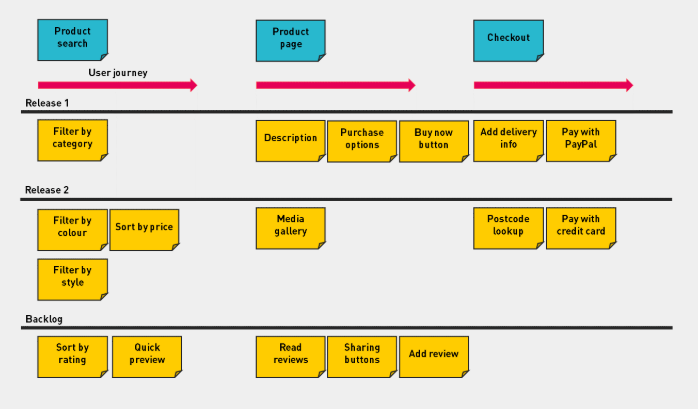 Product
search
Product
page
Checkout
User journey
Release 1
Filter by
category
Description
Purchase
options
Buy now
button
Add delivery
info
Pay with
PayPal
Release 2
Filter by
colour
Sort by price
Media
gallery
Postcode
lookup
Pay with
credit card
Filter by
style
Backlog
Sort by
rating
Quick
preview
Read
reviews
Sharing
buttons
Add review